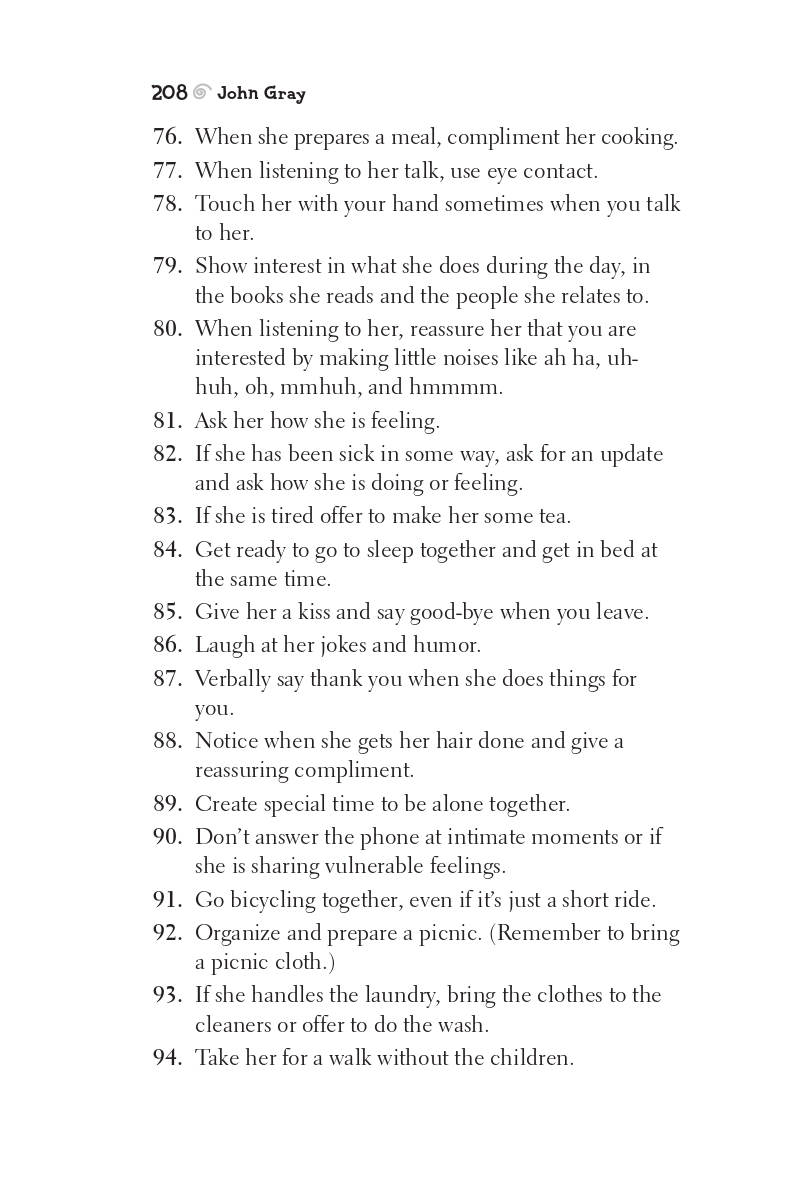 208 John Gray
76. When she prepares a meal, compliment her cooking.
77. When listening to her talk, use eye contact.
78. Touch her with your hand sometimes when you talk
to her.
79. Show interest in what she does during the day, in
the books she reads and the people she relates to.
80. When listening to her, reassure her that you are
interested by making little noises like ah ha, uh-
huh, oh, mmhuh, and hmmmm.
81. Ask her how she is feeling.
82. If she has been sick in some way, ask for an update
and ask how she is doing or feeling.
83. If she is tired offer to make her some tea.
84. Get ready to go to sleep together and get in bed at
the same time.
85. Give her a kiss and say good-bye when you leave.
86. Laugh at her jokes and humor.
87. Verbally say thank you when she does things for
you.
88. Notice when she gets her hair done and give a
reassuring compliment.
89. Create special time to be alone together.
90. Don’t answer the phone at intimate moments or if
she is sharing vulnerable feelings.
91. Go bicycling together, even if it’s just a short ride.
92. Organize and prepare a picnic. (Remember to bring
a picnic cloth.)
93. If she handles the laundry, bring the clothes to the
cleaners or offer to do the wash.
94. Take her for a walk without the children.